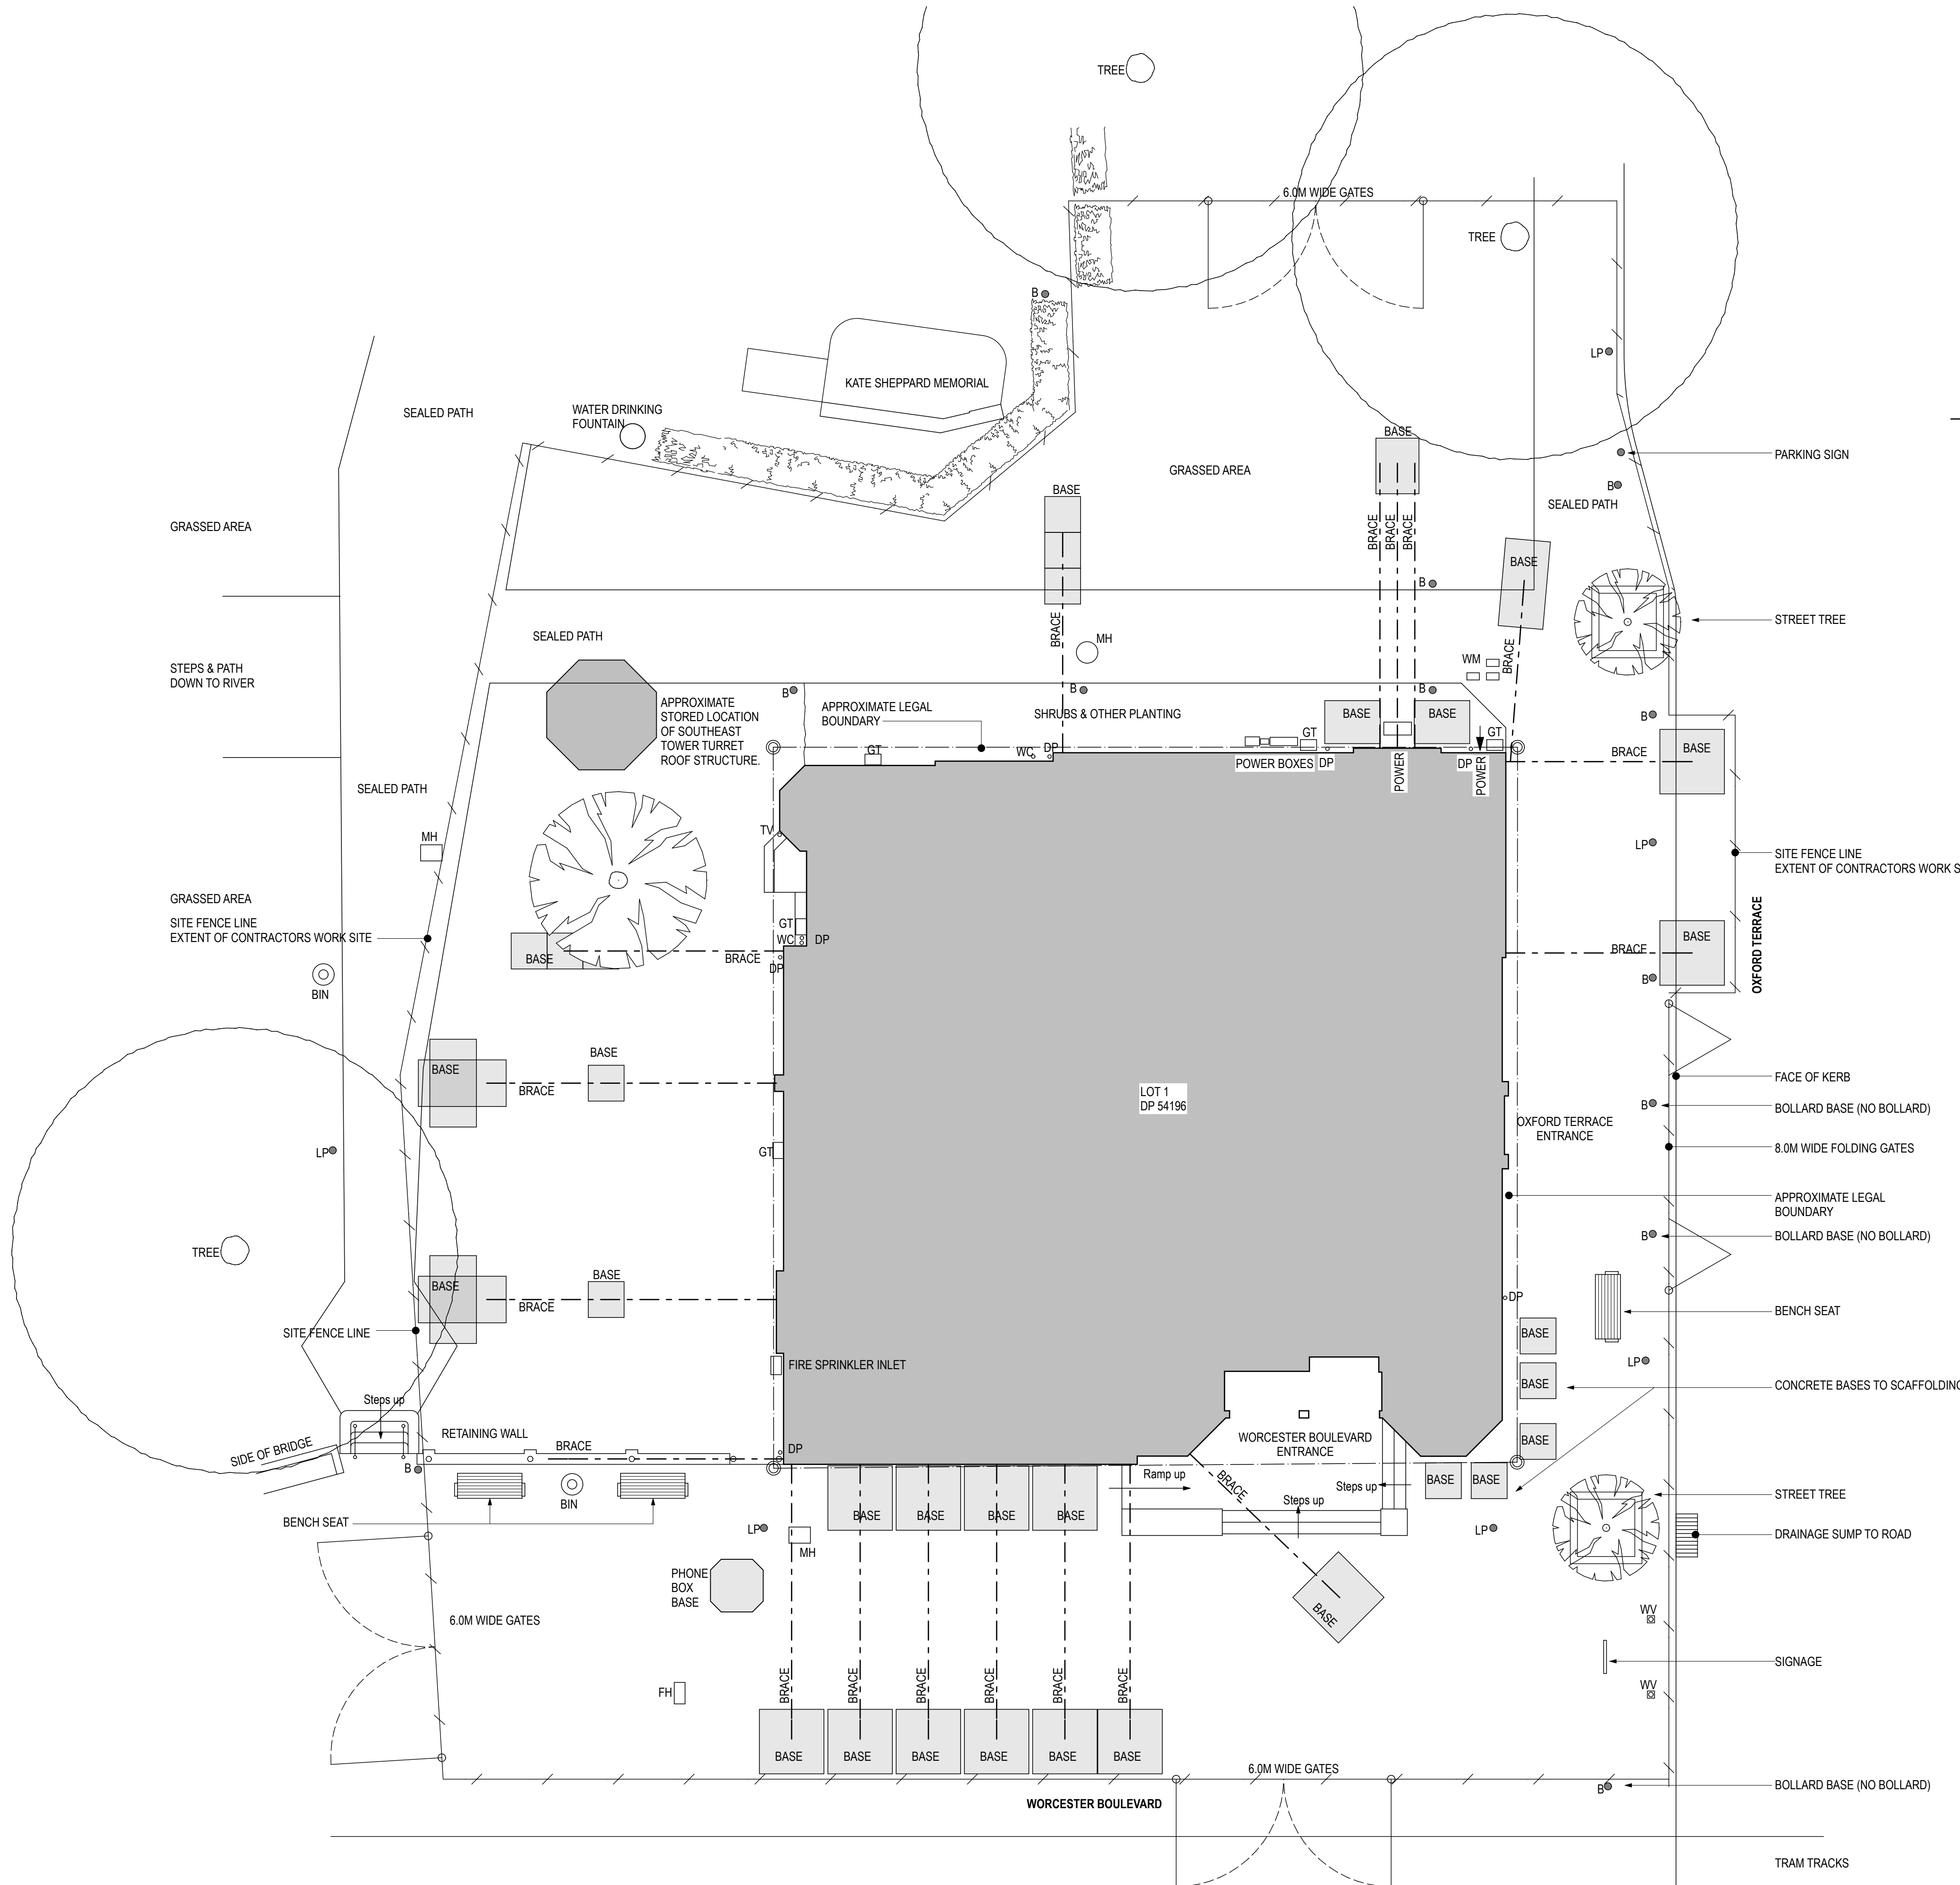 TREE
6.0M WIDE GATES
TREE
B
LP
KATE SHEPPARD MEMORIAL
SEALED PATH
WATER DRINKING
FOUNTAIN
BASE
PARKING SIGN
GRASSED AREA
B
BASE
SEALED PATH
GRASSED AREA
BRACE
BRACE
BRACE
BASE
B
STREET TREE
SEALED PATH
BRACE
MH
WM
BRACE
STEPS & PATH
DOWN TO RIVER
B
B
B
APPROXIMATE
STORED LOCATION
OF SOUTHEAST
TOWER TURRET
ROOF STRUCTURE.
APPROXIMATE LEGAL
BOUNDARY
SHRUBS & OTHER PLANTING
BASE
BASE
B
GT
GT
GT
WC
DP
BRACE
BASE
POWER BOXES
DP
POWER
DP
POWER
SEALED PATH
TV
MH
LP
SITE FENCE LINE
EXTENT OF CONTRACTORS WORK S
GRASSED AREA
SITE FENCE LINE
EXTENT OF CONTRACTORS WORK SITE
GT
WC
DP
BASE
BRACE
DP
BRACE
BASE
OXFORD TERRACE
B
BIN
BASE
BASE
BRACE
LOT 1
DP 54196
FACE OF KERB
B
BOLLARD BASE (NO BOLLARD)
OXFORD TERRACE
ENTRANCE
LP
GT
8.0M WIDE FOLDING GATES
APPROXIMATE LEGAL
BOUNDARY
TREE
B
BOLLARD BASE (NO BOLLARD)
BASE
BASE
BRACE
DP
BENCH SEAT
SITE FENCE LINE
BASE
FIRE SPRINKLER INLET
LP
BASE
CONCRETE BASES TO SCAFFOLDING
Steps up
RETAINING WALL
BRACE
SIDE OF BRIDGE
DP
WORCESTER BOULEVARD
ENTRANCE
BASE
B
Ramp up
BRACE
Steps up
BASE
BASE
BIN
Steps up
STREET TREE
BENCH SEAT
LP
BASE
BASE
BASE
BASE
LP
DRAINAGE SUMP TO ROAD
MH
PHONE
BOX
BASE
BASE
6.0M WIDE GATES
WV
SIGNAGE
FH
BRACE
BRACE
BRACE
BRACE
BRACE
BRACE
WV
BASE
BASE
BASE
BASE
BASE
BASE
6.0M WIDE GATES
B
BOLLARD BASE (NO BOLLARD)
WORCESTER BOULEVARD
TRAM TRACKS